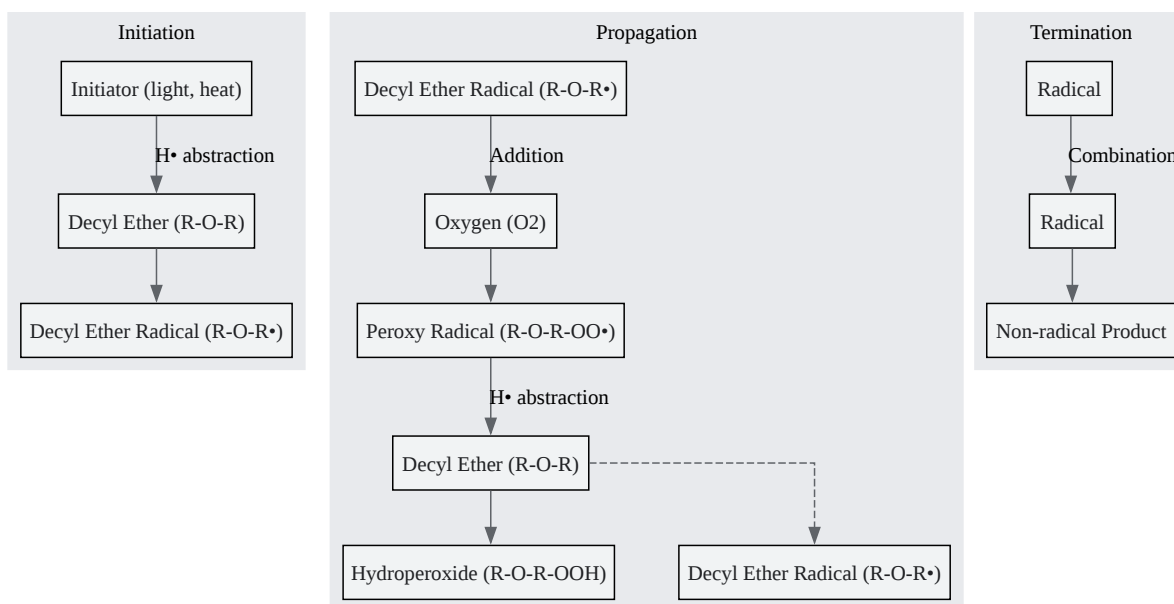 Initiation
Initiator (light, heat)
H• abstraction
Decyl Ether (R-O-R)
Decyl Ether Radical (R-O-R•)
Propagation
Decyl Ether Radical (R-O-R•)
Addition
Oxygen (O2)
Peroxy Radical (R-O-R-OO•)
H• abstraction
Decyl Ether (R-O-R)
Hydroperoxide (R-O-R-OOH)
Decyl Ether Radical (R-O-R•)
Termination
Radical
Combination
Radical
Non-radical Product